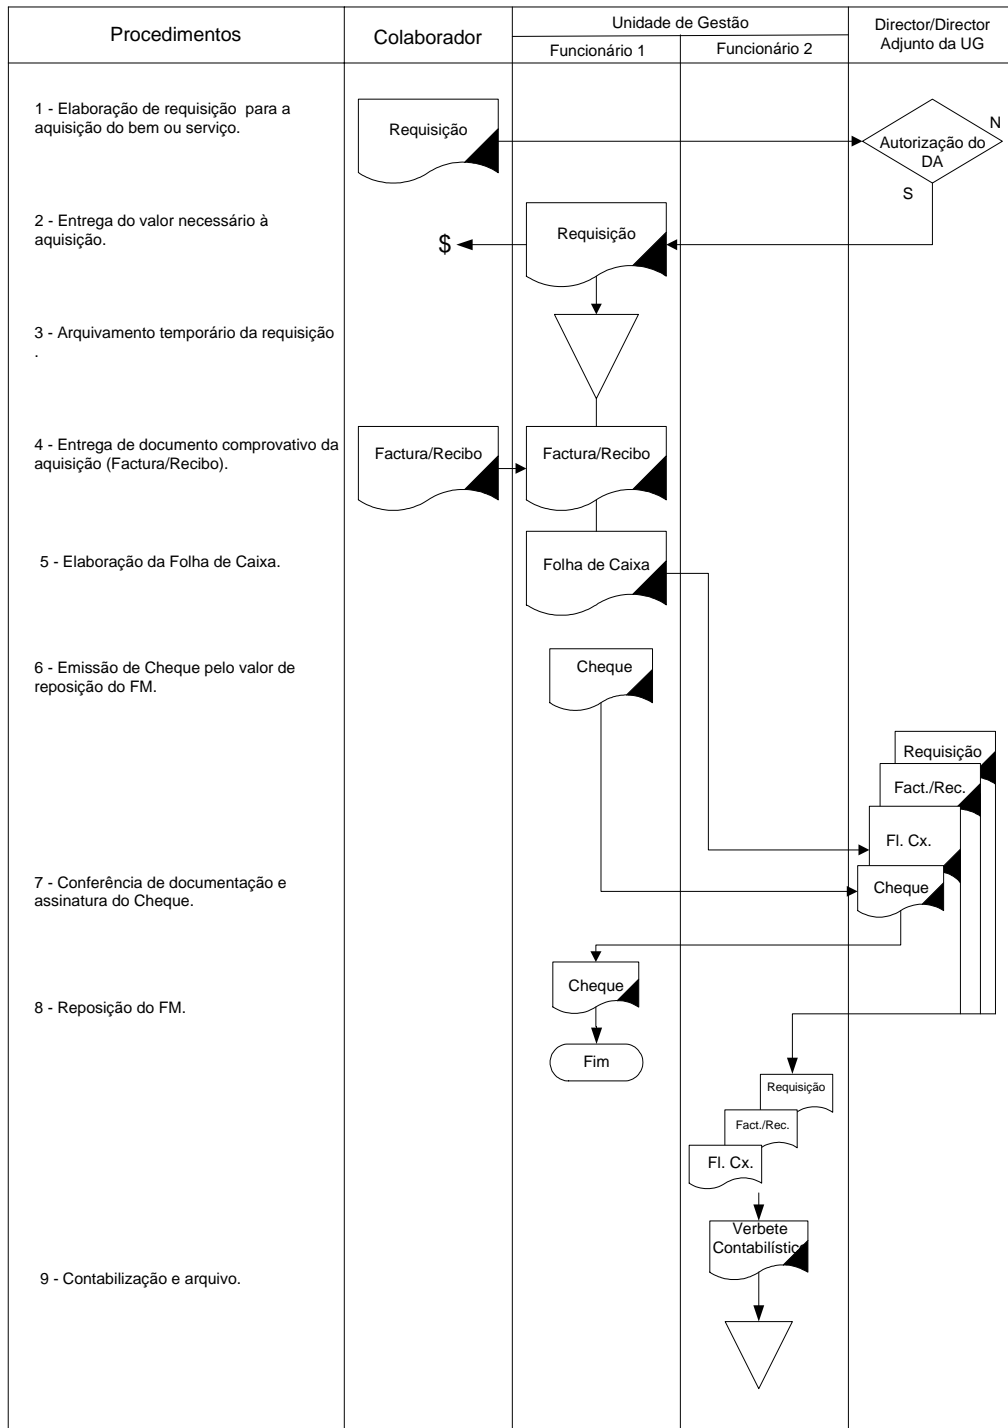 Procedimentos
Colaborador
Unidade de Gestão
Funcionário 1
Funcionário 2
Director/Director
Adjunto da UG
1 - Elaboração de requisição para a
aquisição do bem ou serviço.
Requisição
Autorização do
DA
N
S
2 - Entrega do valor necessário à
aquisição.
$
Requisição
3 - Arquivamento temporário da requisição
.
4 - Entrega de documento comprovativo da
aquisição (Factura/Recibo).
Factura/Recibo
Factura/Recibo
5 - Elaboração da Folha de Caixa.
Folha de Caixa
6 - Emissão de Cheque pelo valor de
reposição do FM.
Cheque
Requisição
Fact./Rec.
Fl. Cx.
Cheque
7 - Conferência de documentação e
assinatura do Cheque.
Cheque
8 - Reposição do FM.
Fim
Requisição
Fact./Rec.
Fl. Cx.
Verbete
Contabilístico
9 - Contabilização e arquivo.